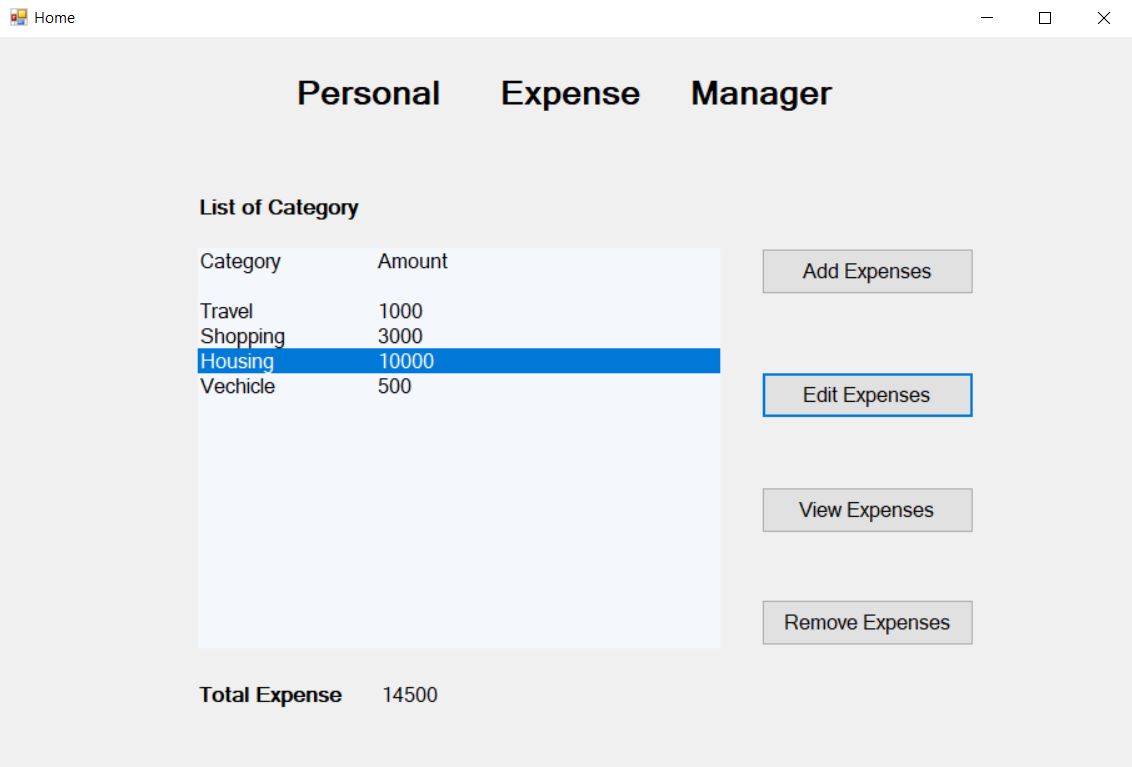 Home
Personal Expense Manager
List of Category
Category Amount
Add Expenses
Travel 1000
Shopping 3000
Housing 10000
Vechicle 500
Edit Expenses
View Expenses
Remove Expenses
Total Expense 14500